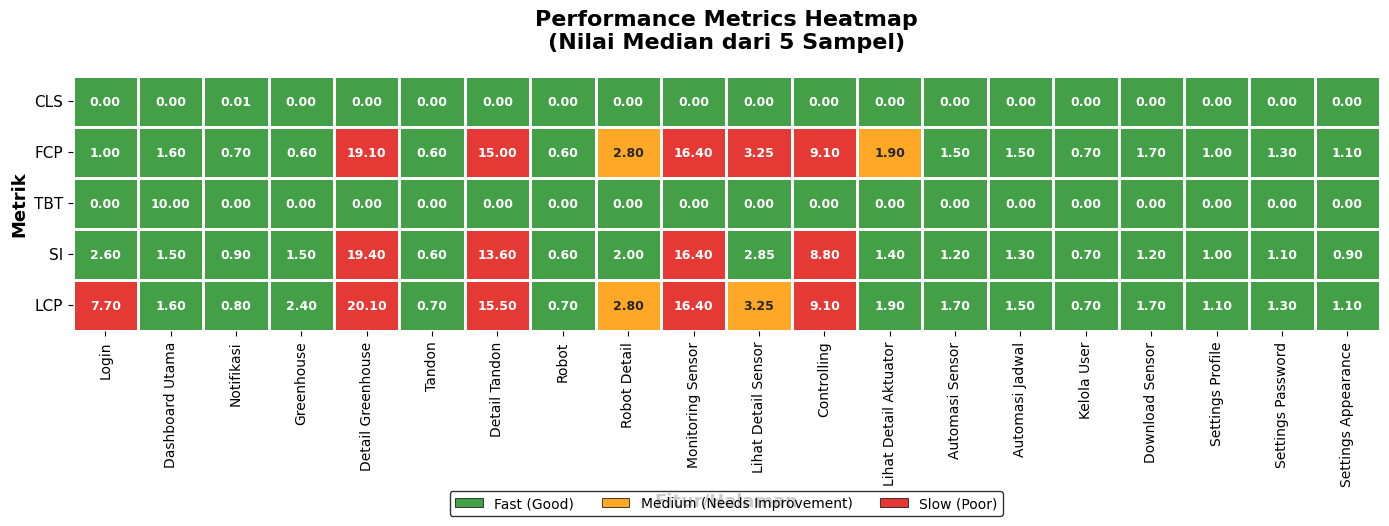 Performance Metrics Heatmap
(Nilai Median dari 5 Sampel)
Metrik
CLS 0.00 0.00 0.01 0.00 0.00 0.00 0.00 0.00 0.00 0.00 0.00 0.00 0.00 0.00 0.00 0.00 0.00 0.00 0.00 0.00
FCP 1.00 1.60 0.70 0.60 19.10 0.60 15.00 0.60 2.80 16.40 3.25 9.10 1.90 1.50 1.50 0.70 1.70 1.00 1.30 1.10
TBT 0.00 10.00 0.00 0.00 0.00 0.00 0.00 0.00 0.00 0.00 0.00 0.00 0.00 0.00 0.00 0.00 0.00 0.00 0.00 0.00
SI 2.60 1.50 0.90 1.50 19.40 0.60 13.60 0.60 2.00 16.40 2.85 8.80 1.40 1.20 1.30 0.70 1.20 1.00 1.10 0.90
LCP 7.70 1.60 0.80 2.40 20.10 0.70 15.50 0.70 2.80 16.40 3.25 9.10 1.90 1.70 1.50 0.70 1.70 1.10 1.30 1.10
Login
Dashboard Utama
Notifikasi
Greenhouse
Detail Greenhouse
Tandon
Detail Tandon
Robot
Robot Detail
Monitoring Sensor
Lihat Detail Sensor
Controlling
Lihat Detail Aktuator
Automasi Sensor
Automasi Jadwal
Kelola User
Download Sensor
Settings Profile
Settings Password
Settings Appearance
Fitur/Halaman
Fast (Good) Medium (Needs Improvement) Slow (Poor)